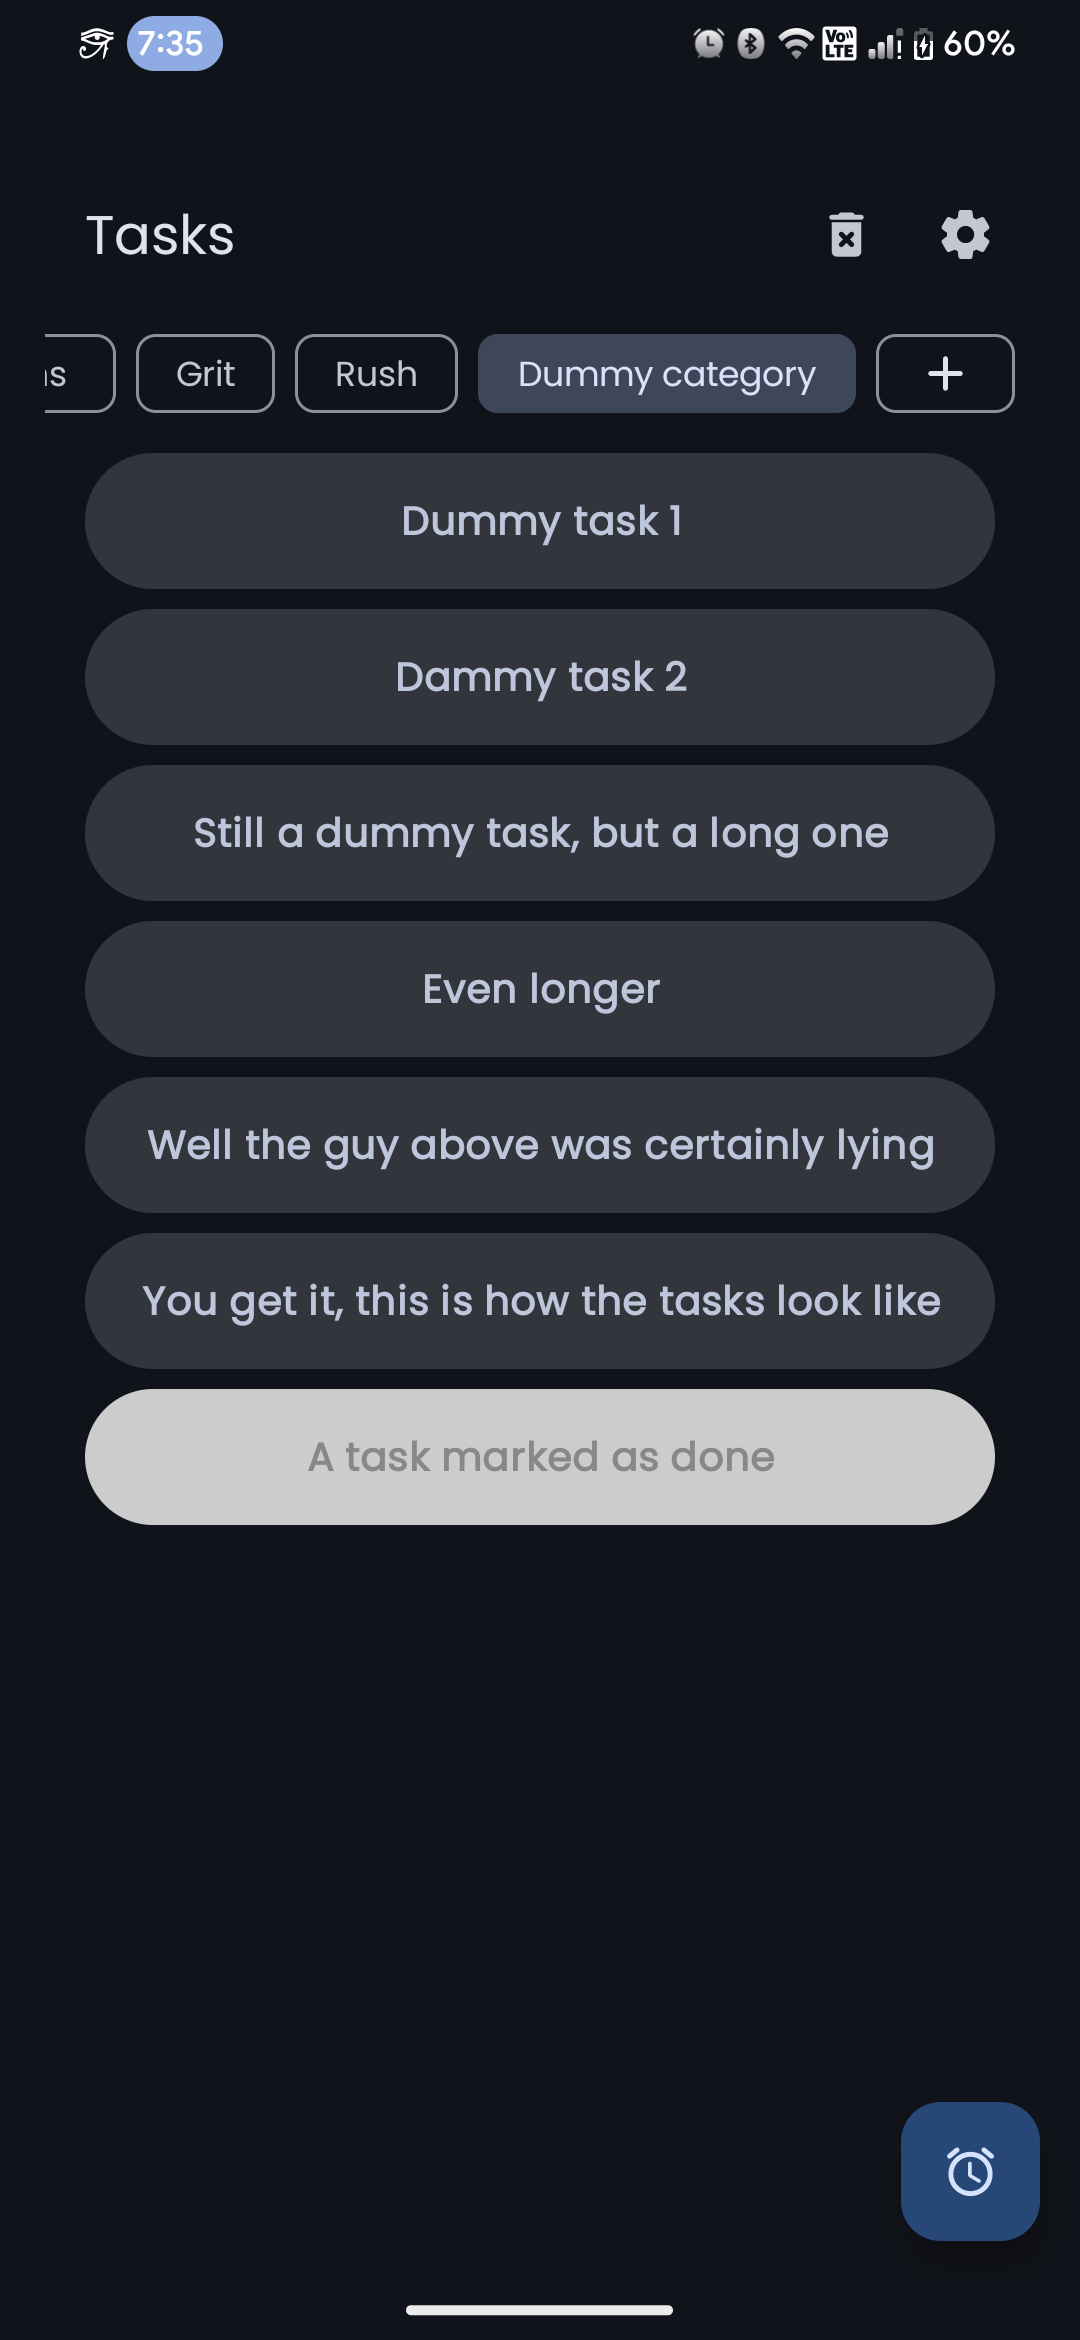 7:35
Vo LTE
60%
Tasks
Grit
Rush
Dummy category
Dummy task 1
Dammy task 2
Still a dummy task, but a long one
Even longer
Well the guy above was certainly lying
You get it, this is how the tasks look like
A task marked as done